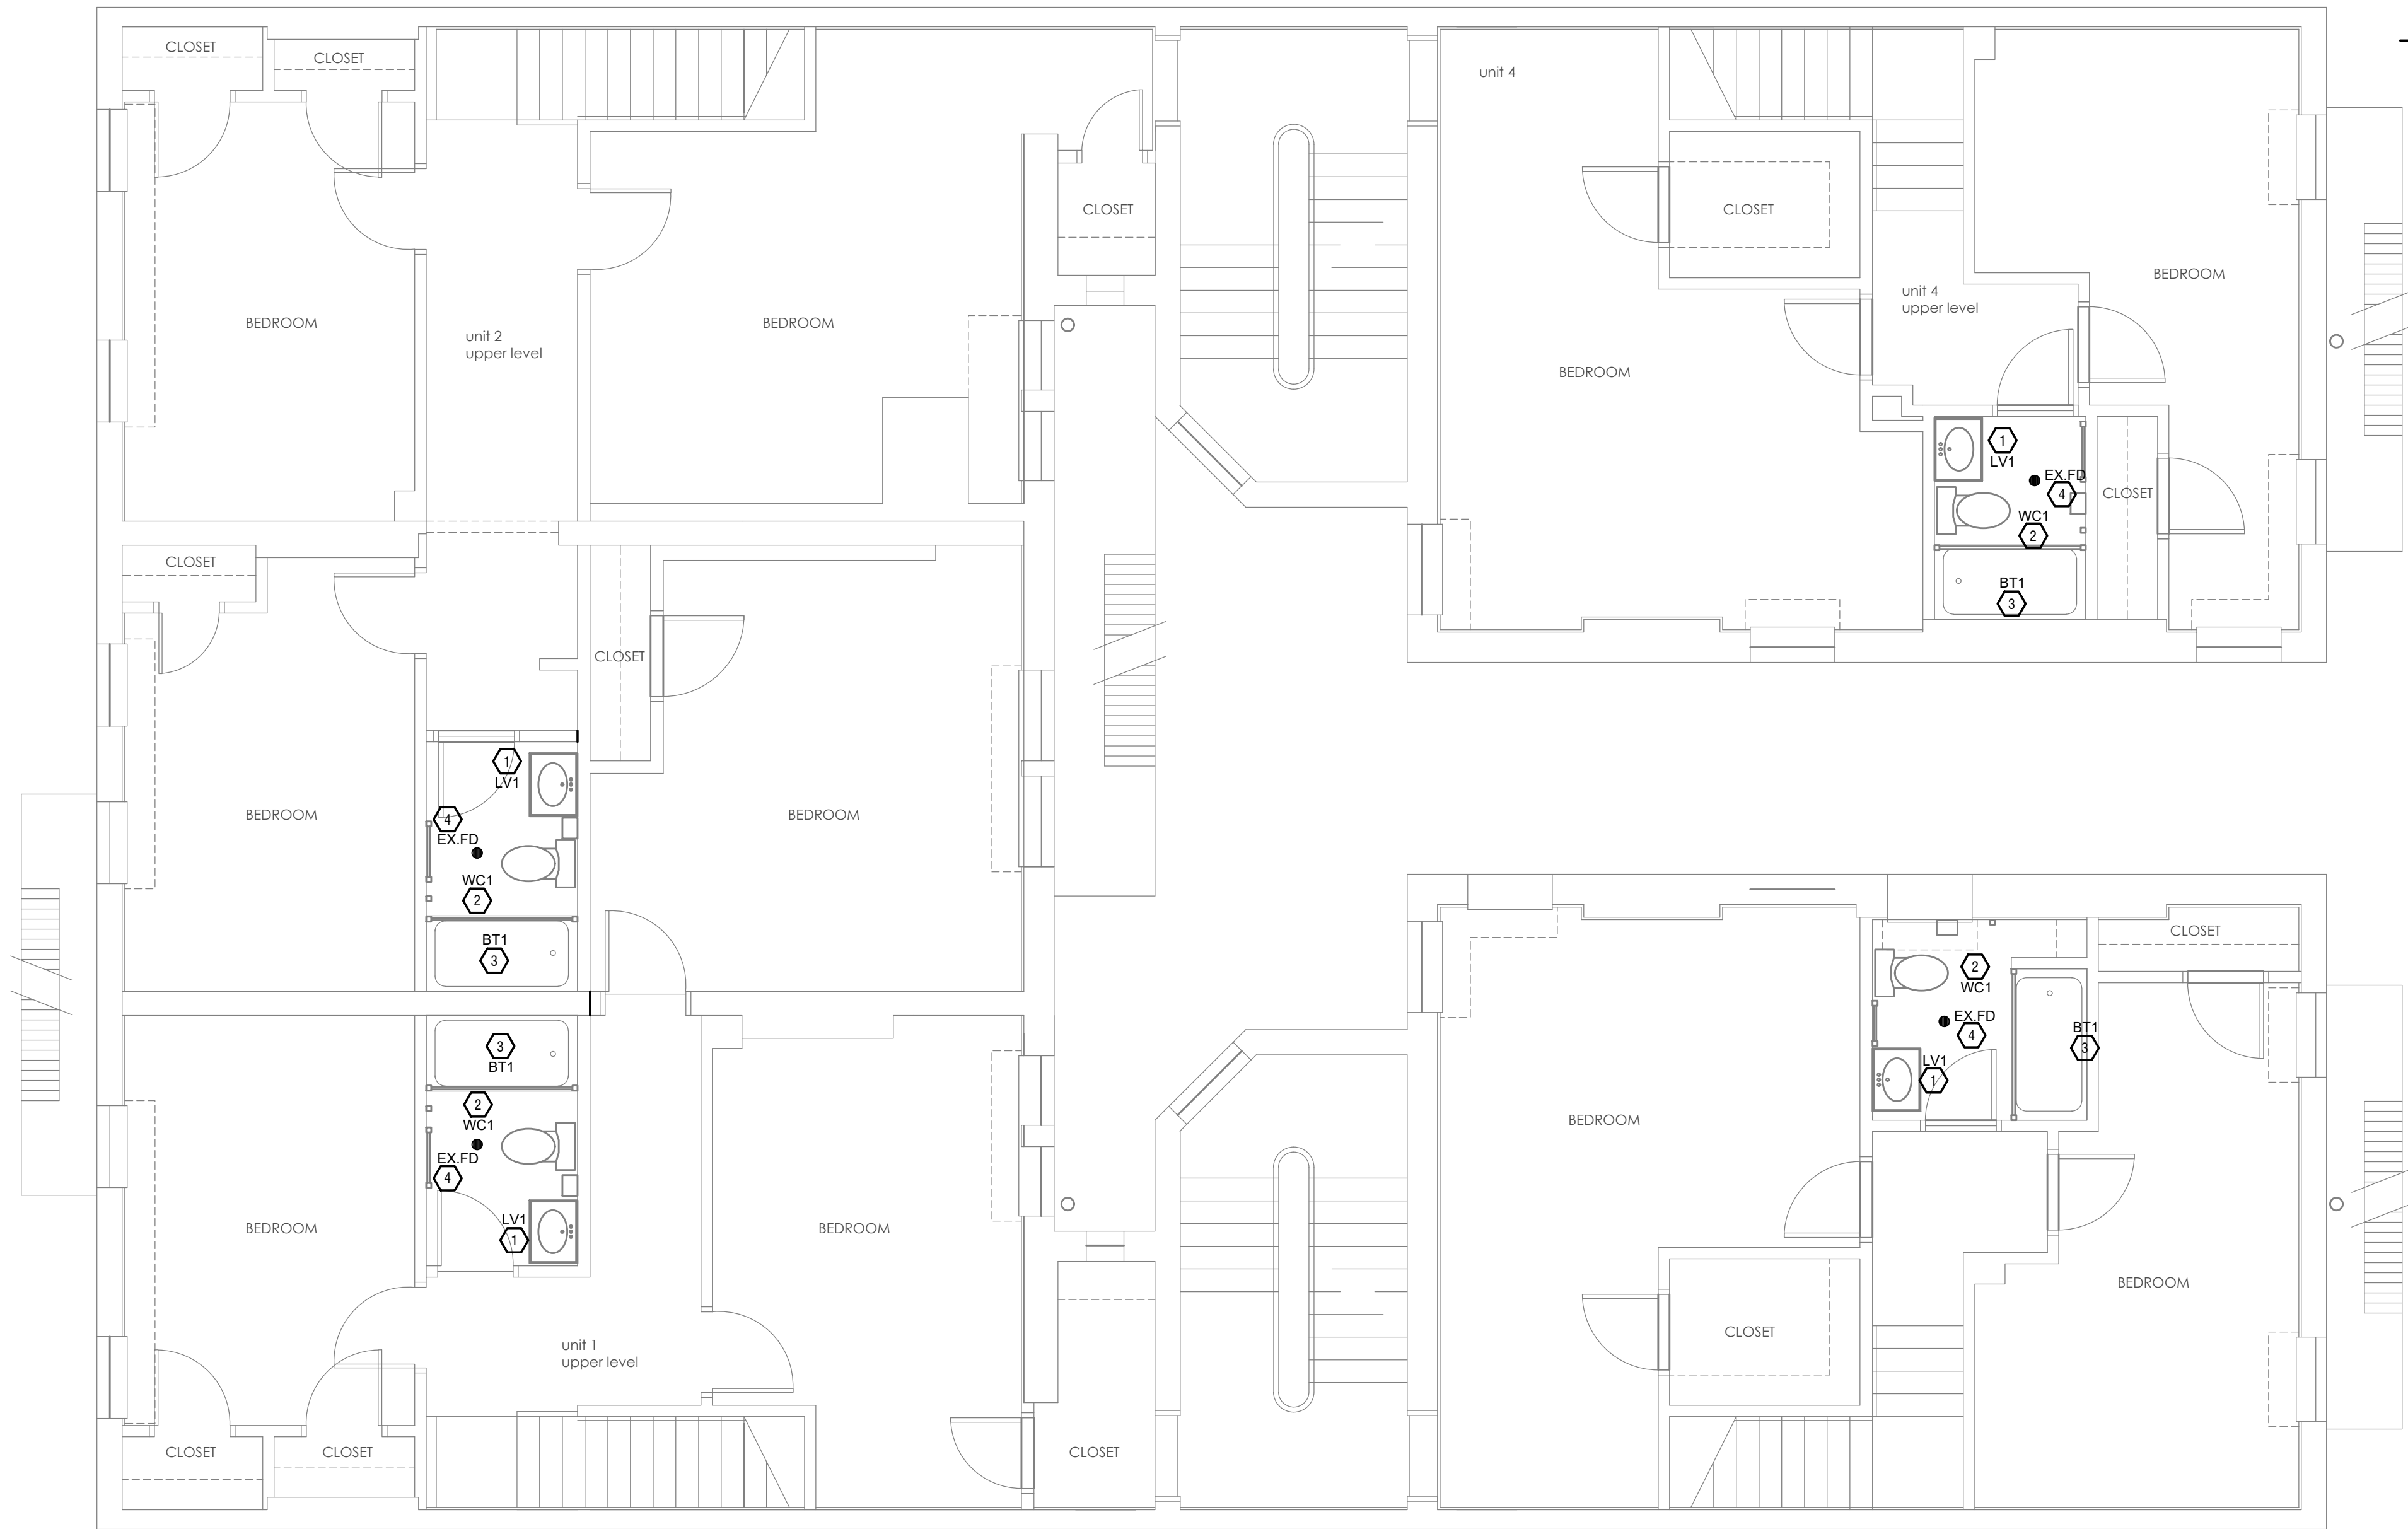 CLOSET
CLOSET
unit 4
CLOSET
CLOSET
BEDROOM
unit 4
upper level
BEDROOM
BEDROOM
unit 2
upper level
BEDROOM
1
LV1
EX.FD
4
CLOSET
WC1
2
BT1
3
CLOSET
CLOSET
1
LV1
BEDROOM
4
EX.FD
BEDROOM
WC1
2
BT1
3
CLOSET
2
WC1
EX.FD
4
BT1
3
LV1
1
3
BT1
2
WC1
EX.FD
4
LV1
1
BEDROOM
BEDROOM
BEDROOM
BEDROOM
unit 1
upper level
CLOSET
CLOSET
CLOSET
CLOSET
BEDROOM